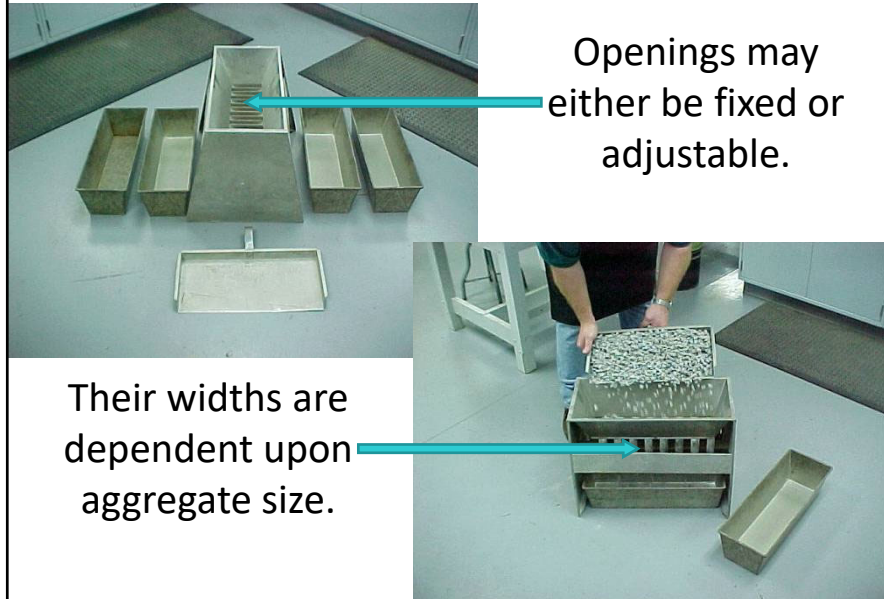 Openings may
either be fixed or
adjustable.
Their widths are
dependent upon
aggregate size.